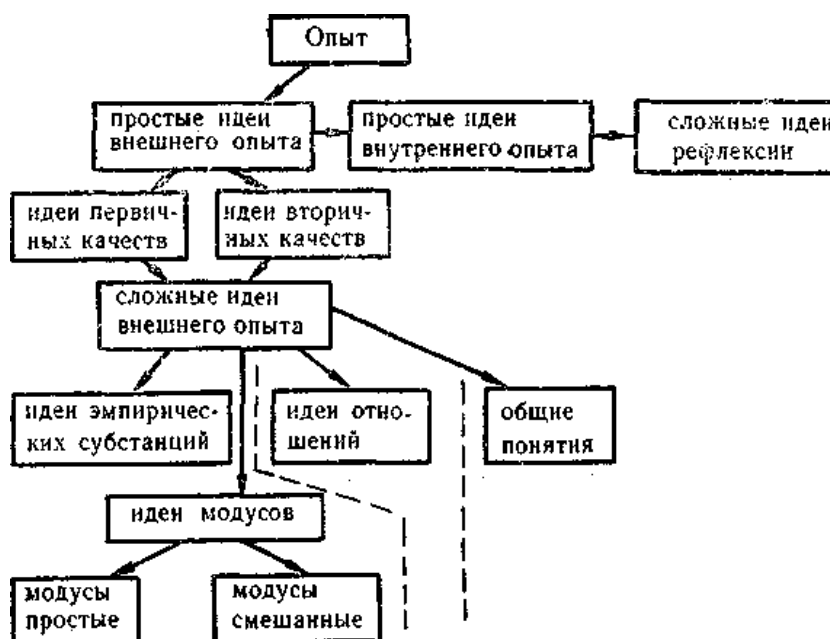 Опыт
простые идеи
внешнего опыта
простые идеи
внутреннего опыта
сложные идеи
рефлексии
идеи первич-
ных качеств
идеи вторич-
ных качеств
сложные идеи
внешнего опыта
идеи эмпиричес-
ких субстанций
идеи отно-
шений
общие
понятия
идеи модусов
модусы
простые
модусы
смешанные